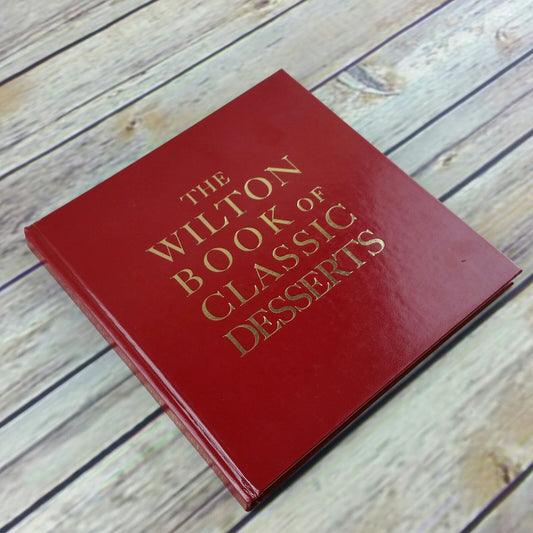 THE
WILTON
BOOK OF
CLASSIC
DESSERTS